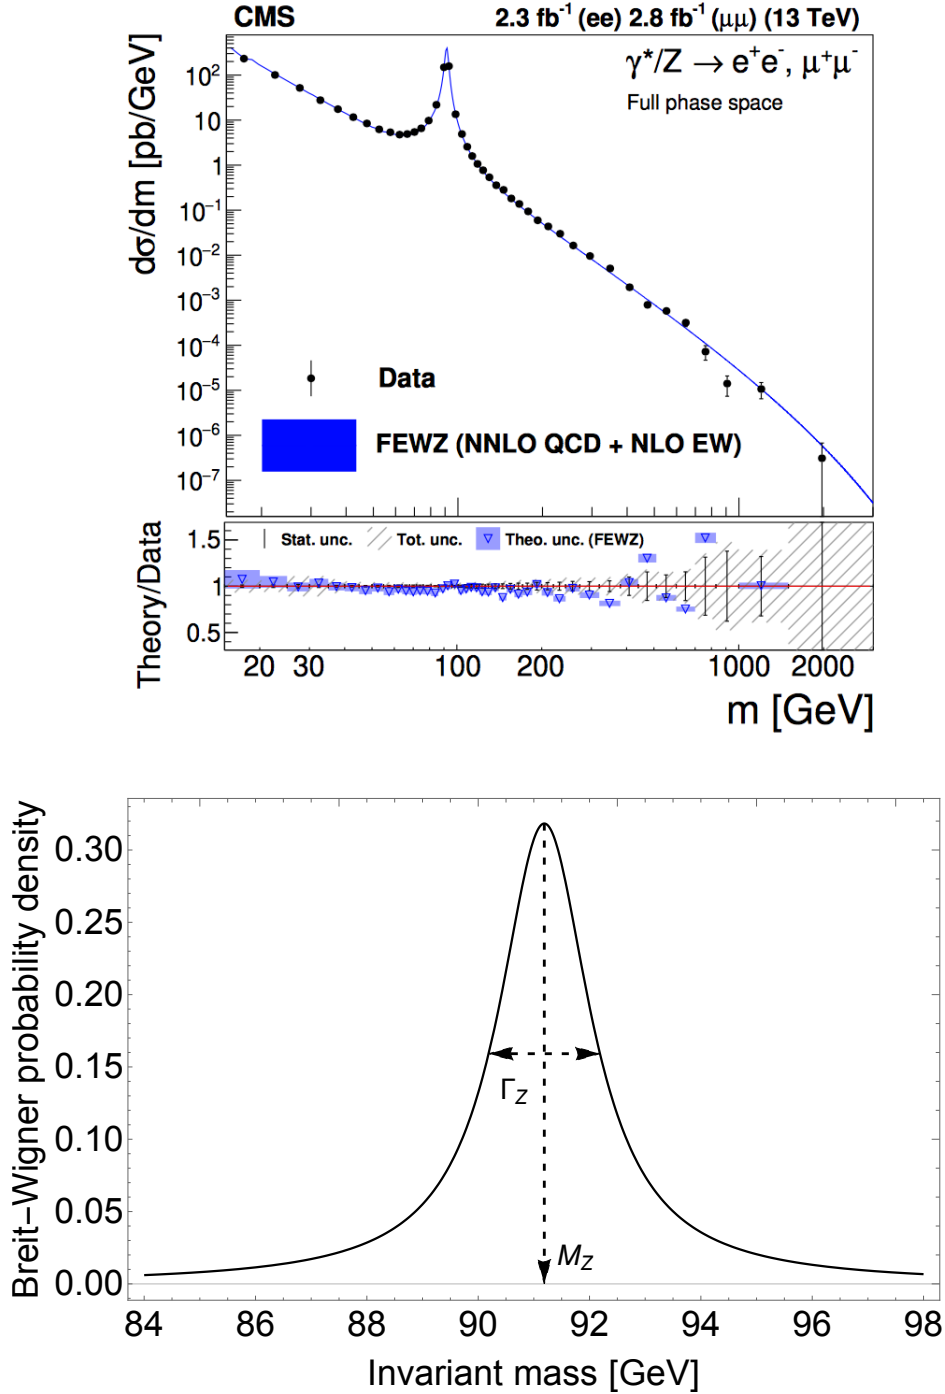 CMS 2.3 fb⁻¹ (ee) 2.8 fb⁻¹ (μμ) (13 TeV)
γ*/Z → e⁺e⁻, μ⁺μ⁻
Full phase space
dσ/dm [pb/GeV]
10²
10
1
10⁻¹
10⁻²
10⁻³
10⁻⁴
10⁻⁵
10⁻⁶
10⁻⁷
Data
FEWZ (NNLO QCD + NLO EW)
Theory/Data
1.5
1
0.5
Stat. unc. Tot. unc. Theo. unc. (FEWZ)
20 30 100 200 1000 2000
m [GeV]
Breit−Wigner probability density
0.30
0.25
0.20
0.15
0.10
0.05
0.00
Γ_Z
M_Z
84 86 88 90 92 94 96 98
Invariant mass [GeV]